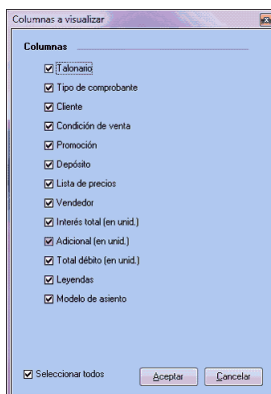 Columnas a visualizar
Columnas
Talonario
Tipo de comprobante
Cliente
Condición de venta
Promoción
Depósito
Lista de precios
Vendedor
Interés total (en unid.)
Adicional (en unid.)
Total débito (en unid.)
Leyendas
Modelo de asiento
Seleccionar todos
Aceptar
Cancelar